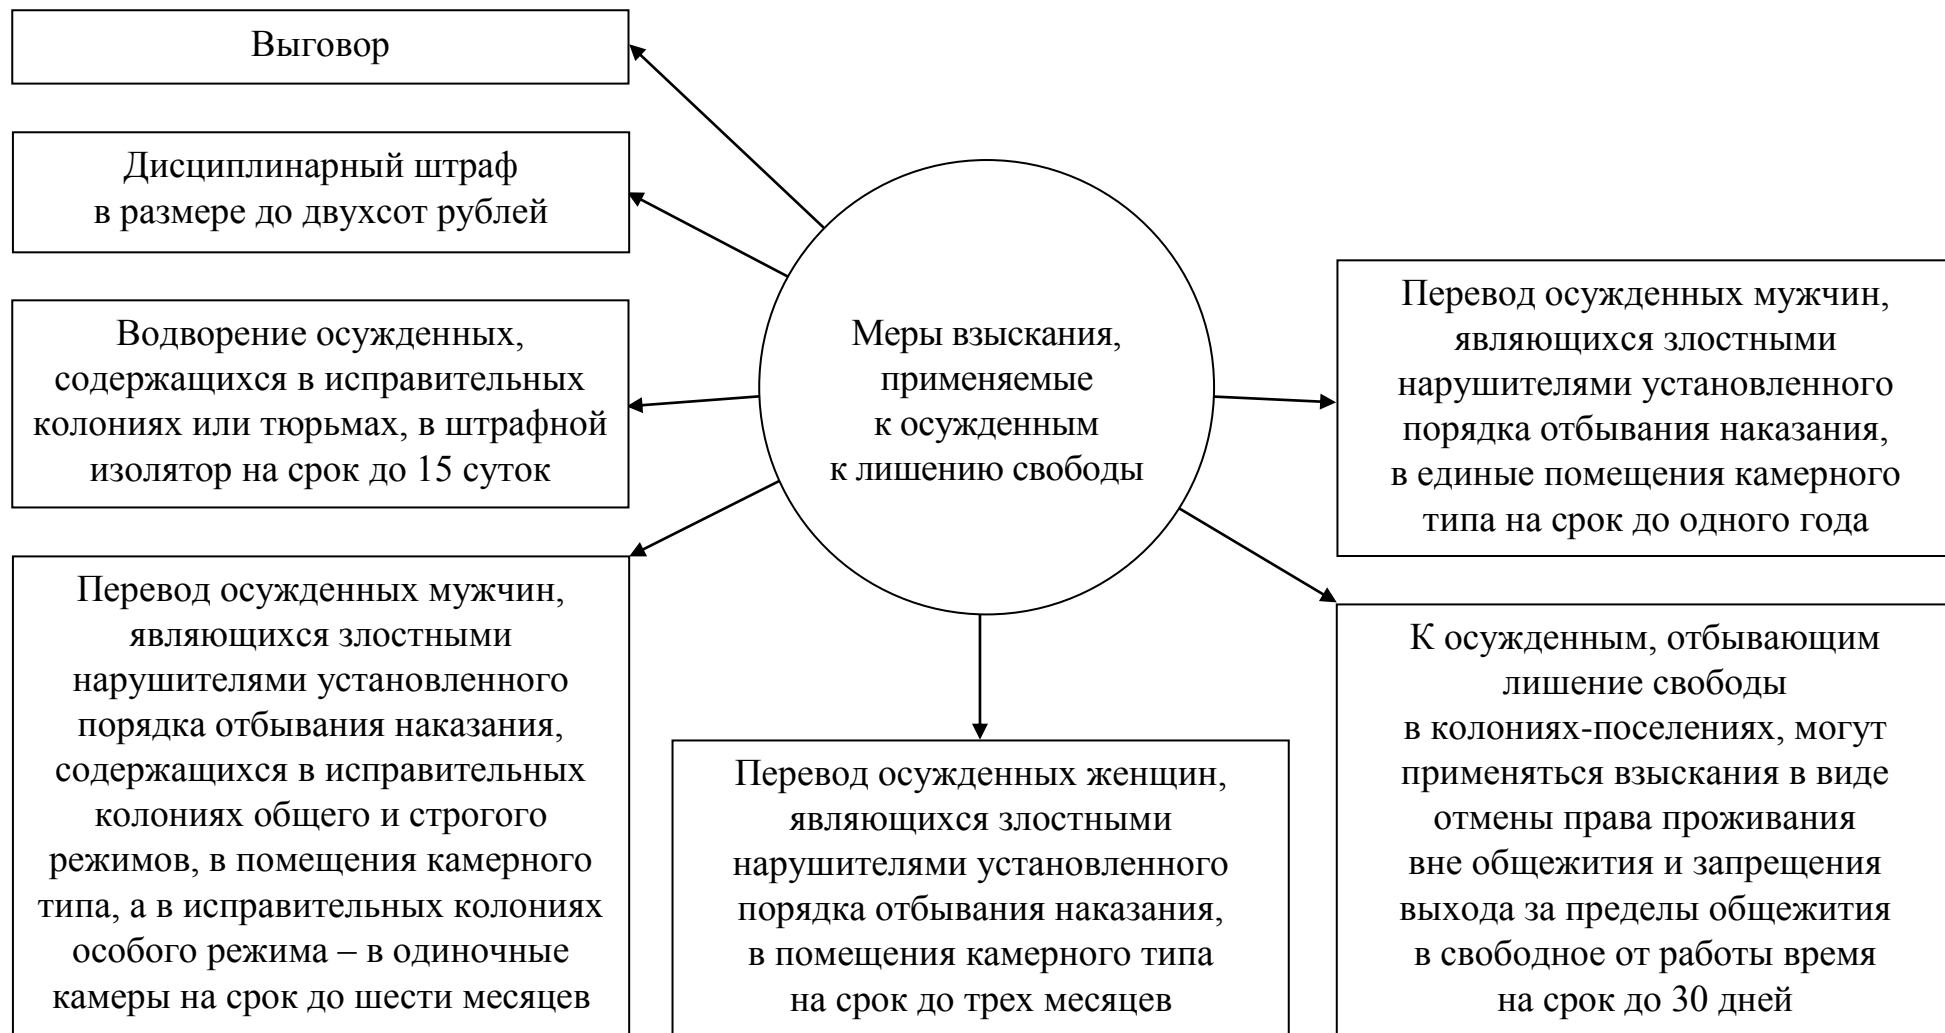 Выговор
Дисциплинарный штраф
в размере до двухсот рублей
Водворение осужденных,
содержащихся в исправительных
колониях или тюрьмах, в штрафной
изолятор на срок до 15 суток
Перевод осужденных мужчин,
являющихся злостными
нарушителями установленного
порядка отбывания наказания,
содержащихся в исправительных
колониях общего и строгого
режимов, в помещения камерного
типа, а в исправительных колониях
особого режима – в одиночные
камеры на срок до шести месяцев
Меры взыскания,
применяемые
к осужденным
к лишению свободы
Перевод осужденных женщин,
являющихся злостными
нарушителями установленного
порядка отбывания наказания,
в помещения камерного типа
на срок до трех месяцев
Перевод осужденных мужчин,
являющихся злостными
нарушителями установленного
порядка отбывания наказания,
в единые помещения камерного
типа на срок до одного года
К осужденным, отбывающим
лишение свободы
в колониях-поселениях, могут
применяться взыскания в виде
отмены права проживания
вне общежития и запрещения
выхода за пределы общежития
в свободное от работы время
на срок до 30 дней